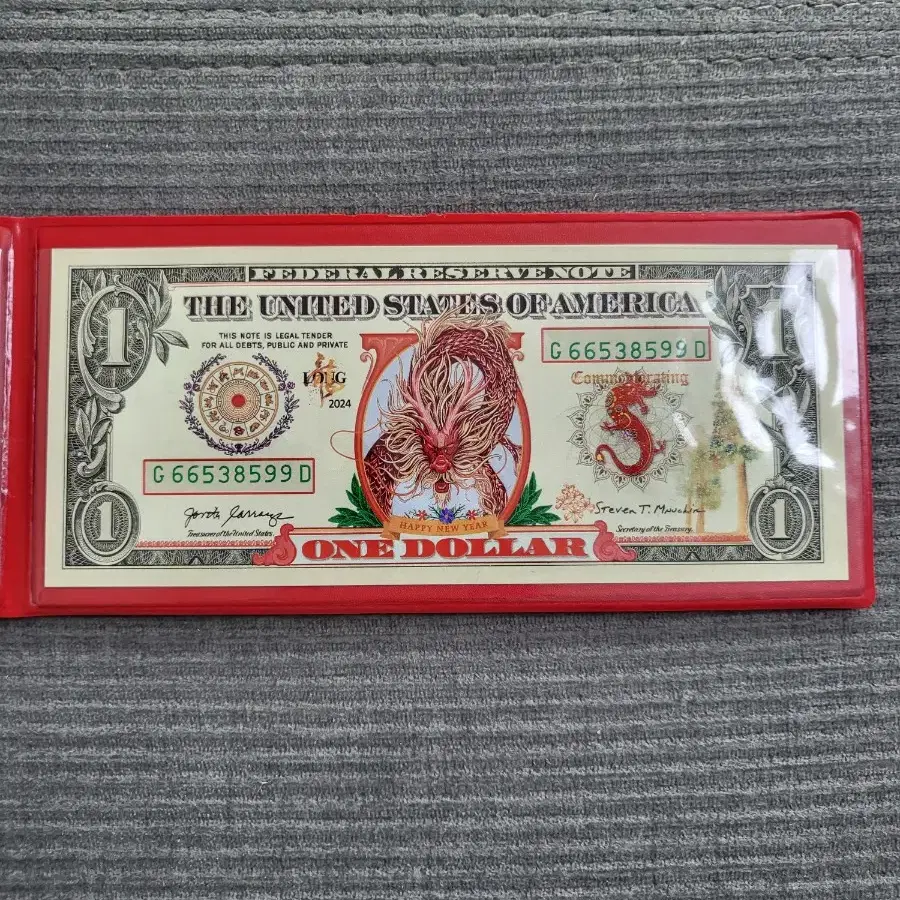 FEDERAL RESERVE NOTE
THE UNITED STATES OF AMERICA
1
1
THIS NOTE IS LEGAL TENDER
FOR ALL DEBTS, PUBLIC AND PRIVATE
G 66538599 D
LONG
2024
Commemorating
G 66538599 D
Treasurer of the United States.
Steven T. Mnuchin
Secretary of the Treasury.
HAPPY NEW YEAR
ONE DOLLAR
1
1